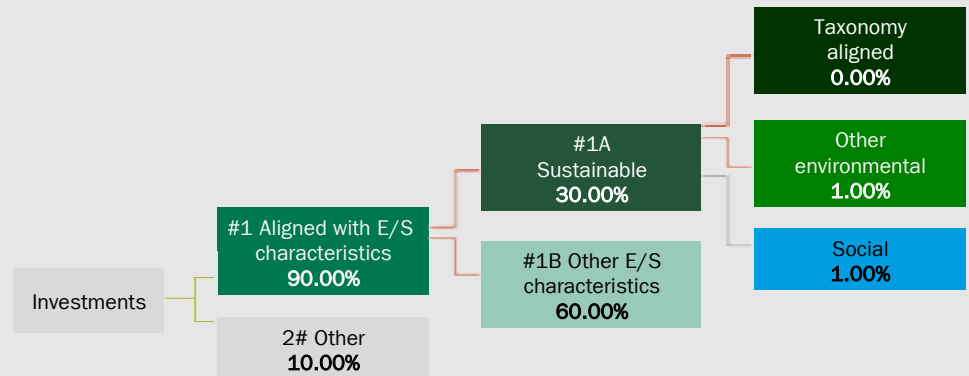 Investments
#1 Aligned with E/S
characteristics
90.00%
2# Other
10.00%
#1A
Sustainable
30.00%
#1B Other E/S
characteristics
60.00%
Taxonomy
aligned
0.00%
Other
environmental
1.00%
Social
1.00%